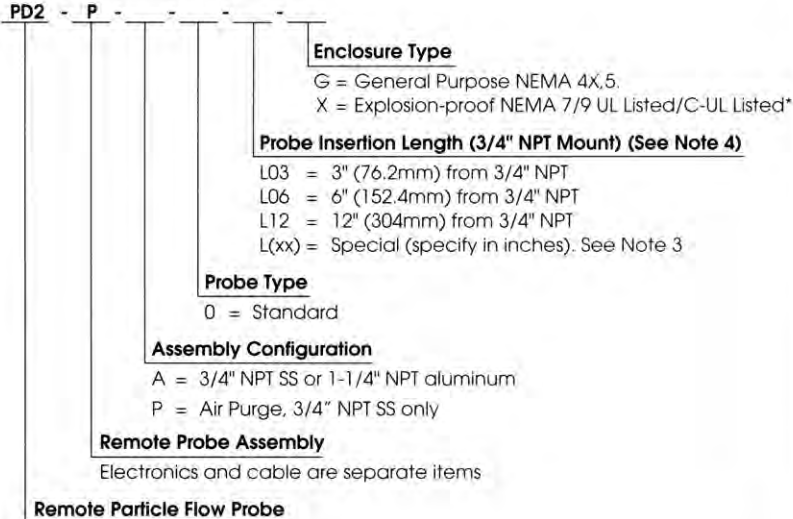 PD2 - P - ___ - ___ - ___ - ___
Enclosure Type
G = General Purpose NEMA 4X,5.
X = Explosion-proof NEMA 7/9 UL Listed/C-UL Listed*
Probe Insertion Length (3/4" NPT Mount) (See Note 4)
L03 = 3" (76.2mm) from 3/4" NPT
L06 = 6" (152.4mm) from 3/4" NPT
L12 = 12" (304mm) from 3/4" NPT
L(xx) = Special (specify in inches). See Note 3
Probe Type
0 = Standard
Assembly Configuration
A = 3/4" NPT SS or 1-1/4" NPT aluminum
P = Air Purge, 3/4" NPT SS only
Remote Probe Assembly
Electronics and cable are separate items
Remote Particle Flow Probe